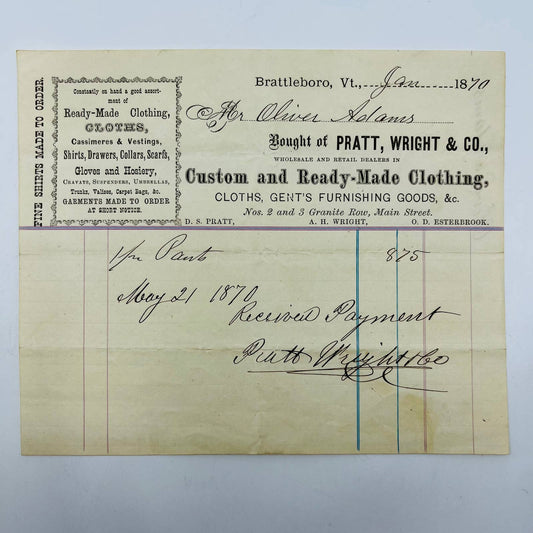 FINE SHIRTS MADE TO ORDER.
Constantly on hand a good assort-
ment of
Ready-Made Clothing,
CLOTHS,
Cassimeres & Vestings,
Shirts, Drawers, Collars, Scarfs,
Gloves and Hosiery,
CRAVATS, SUSPENDERS, UMBRELLAS,
Trunks, Valises, Carpet Bags, &c.
GARMENTS MADE TO ORDER
AT SHORT NOTICE.
Brattleboro, Vt., Jan 1870
Mr Oliver Adams
Bought of PRATT, WRIGHT & CO.,
WHOLESALE AND RETAIL DEALERS IN
Custom and Ready-Made Clothing,
CLOTHS, GENT'S FURNISHING GOODS, &c.
Nos. 2 and 3 Granite Row, Main Street.
D. S. PRATT, A. H. WRIGHT, O. D. ESTERBROOK.
1 pr Pants 875
May 21 1870
Received Payment
Pratt Wright & Co